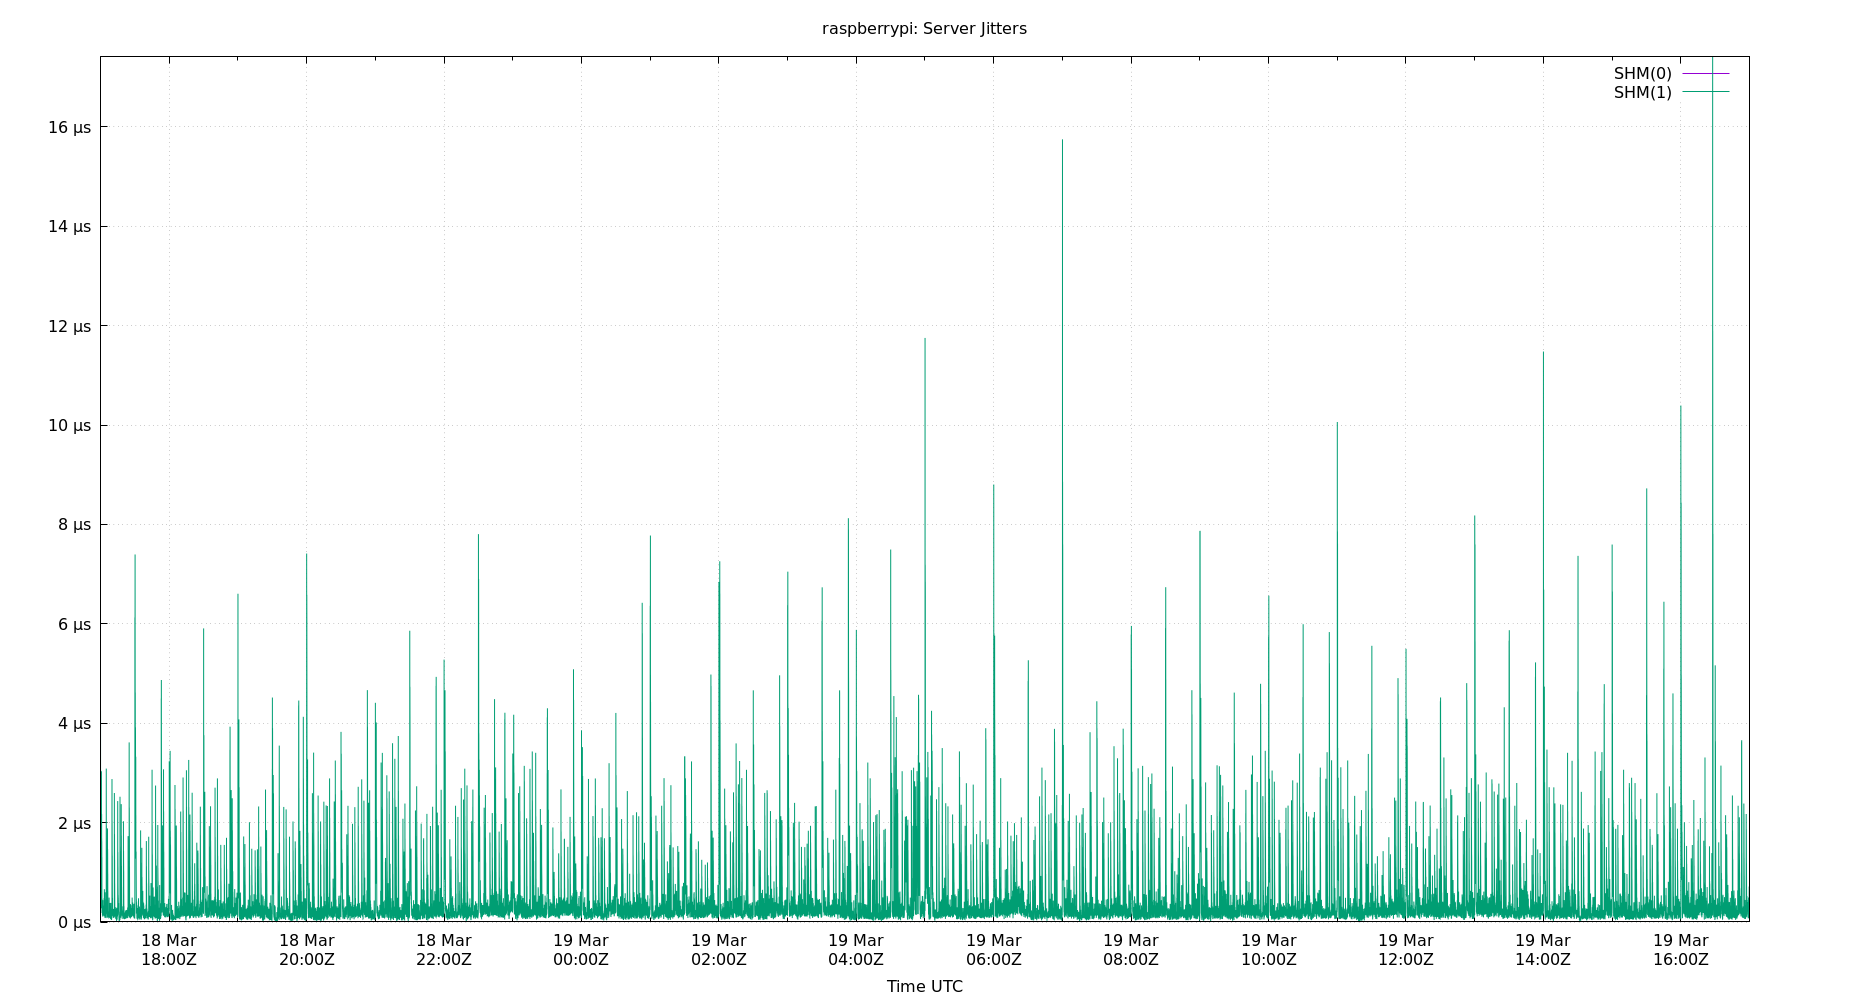 raspberrypi: Server Jitters
SHM(0)
SHM(1)
16 μs
14 μs
12 μs
10 μs
8 μs
6 μs
4 μs
2 μs
0 μs
18 Mar 18 Mar 18 Mar 19 Mar 19 Mar 19 Mar 19 Mar 19 Mar 19 Mar 19 Mar 19 Mar 19 Mar
18:00Z 20:00Z 22:00Z 00:00Z 02:00Z 04:00Z 06:00Z 08:00Z 10:00Z 12:00Z 14:00Z 16:00Z
Time UTC